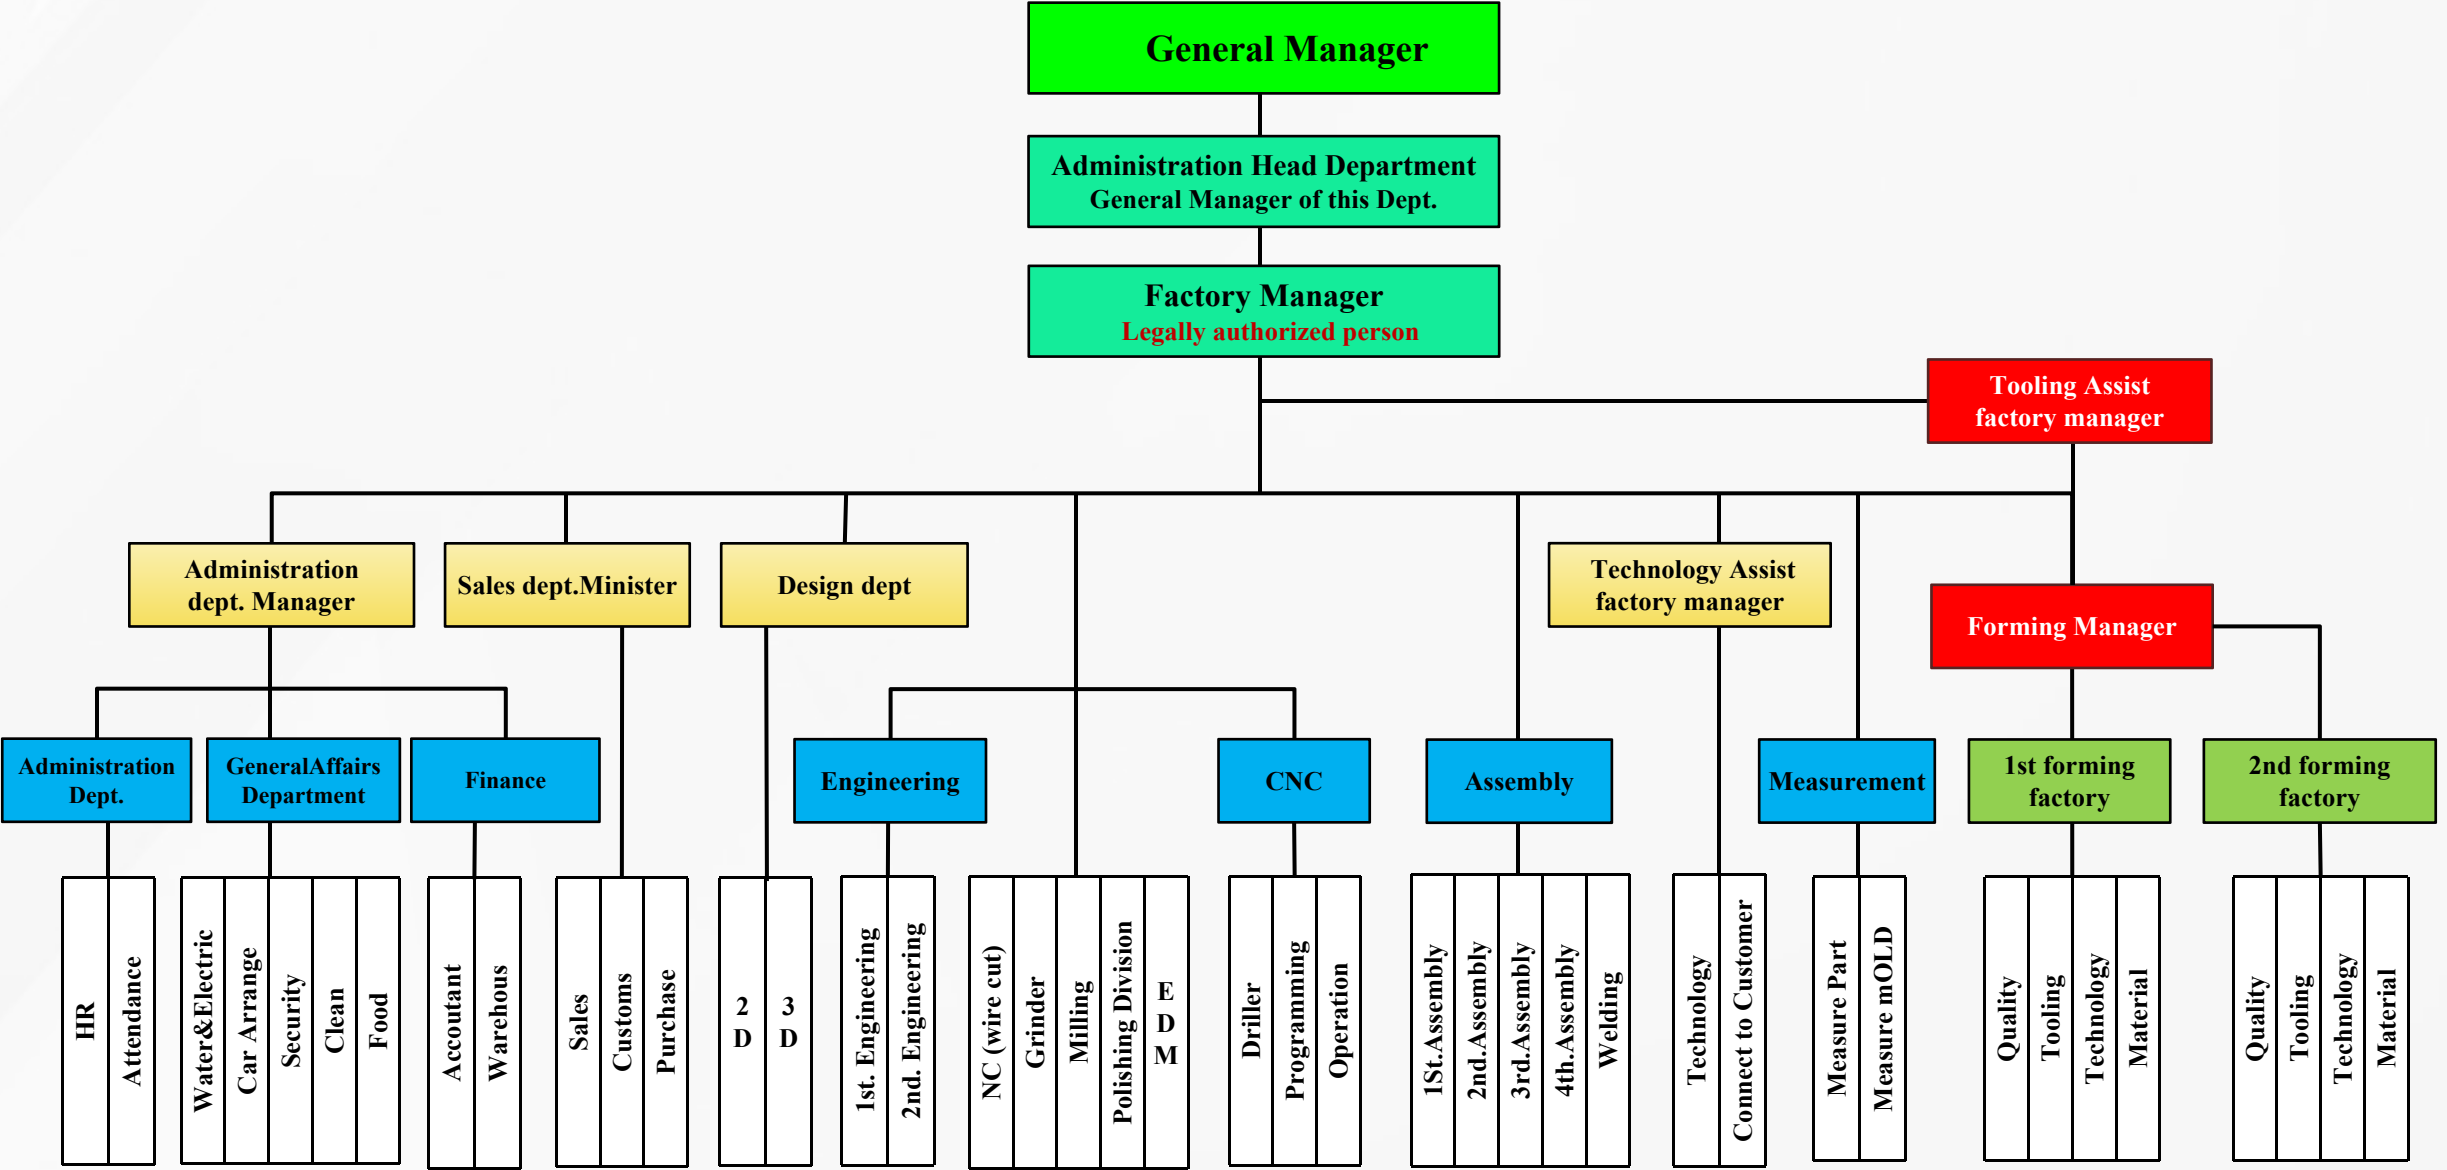 General Manager
Administration Head Department
General Manager of this Dept.
Factory Manager
Legally authorized person
Tooling Assist
factory manager
Administration
dept. Manager
Sales dept.Minister
Design dept
Technology Assist
factory manager
Forming Manager
Administration
Dept.
GeneralAffairs
Department
Finance
Engineering
CNC
Assembly
Measurement
1st forming
factory
2nd forming
factory
HR
Attendance
Water&Electric
Car Arrange
Security
Clean
Food
Accoutant
Warehous
Sales
Customs
Purchase
2
D
3
D
1st. Engineering
2nd. Engineering
NC (wire cut)
Grinder
Milling
Polishing Division
E
D
M
Driller
Programming
Operation
1St.Assembly
2nd.Assembly
3rd.Assembly
4th.Assembly
Welding
Technology
Connect to Customer
Measure Part
Measure mOLD
Quality
Tooling
Technology
Material
Quality
Tooling
Technology
Material